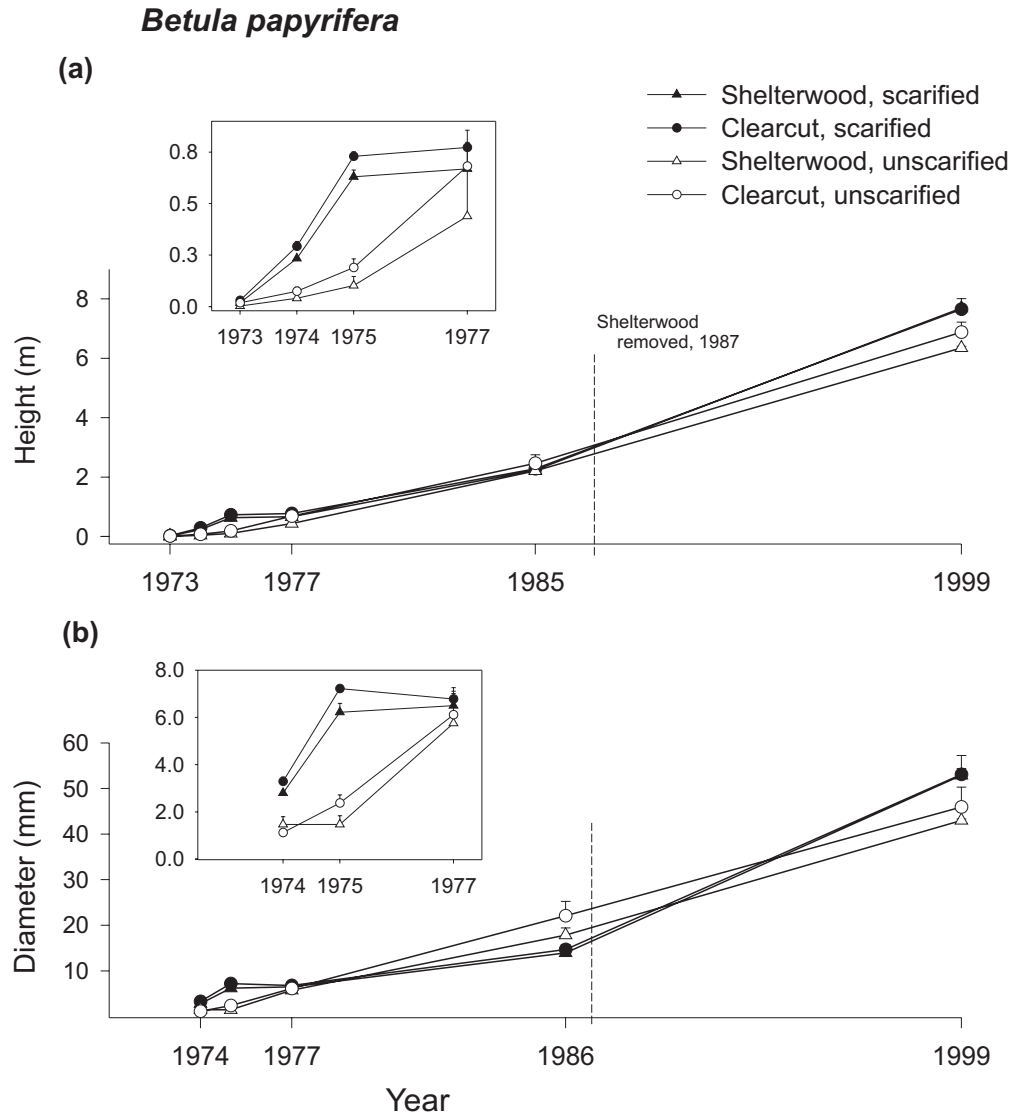 Betula papyrifera
(a)
Shelterwood, scarified
Clearcut, scarified
Shelterwood, unscarified
Clearcut, unscarified
0.8
0.5
0.3
0.0
1973 1974 1975 1977
Shelterwood
removed, 1987
Height (m)
8
6
4
2
0
1973 1977 1985 1999
(b)
8.0
6.0
4.0
2.0
0.0
1974 1975 1977
Diameter (mm)
60
50
40
30
20
10
1974 1977 1986 1999
Year